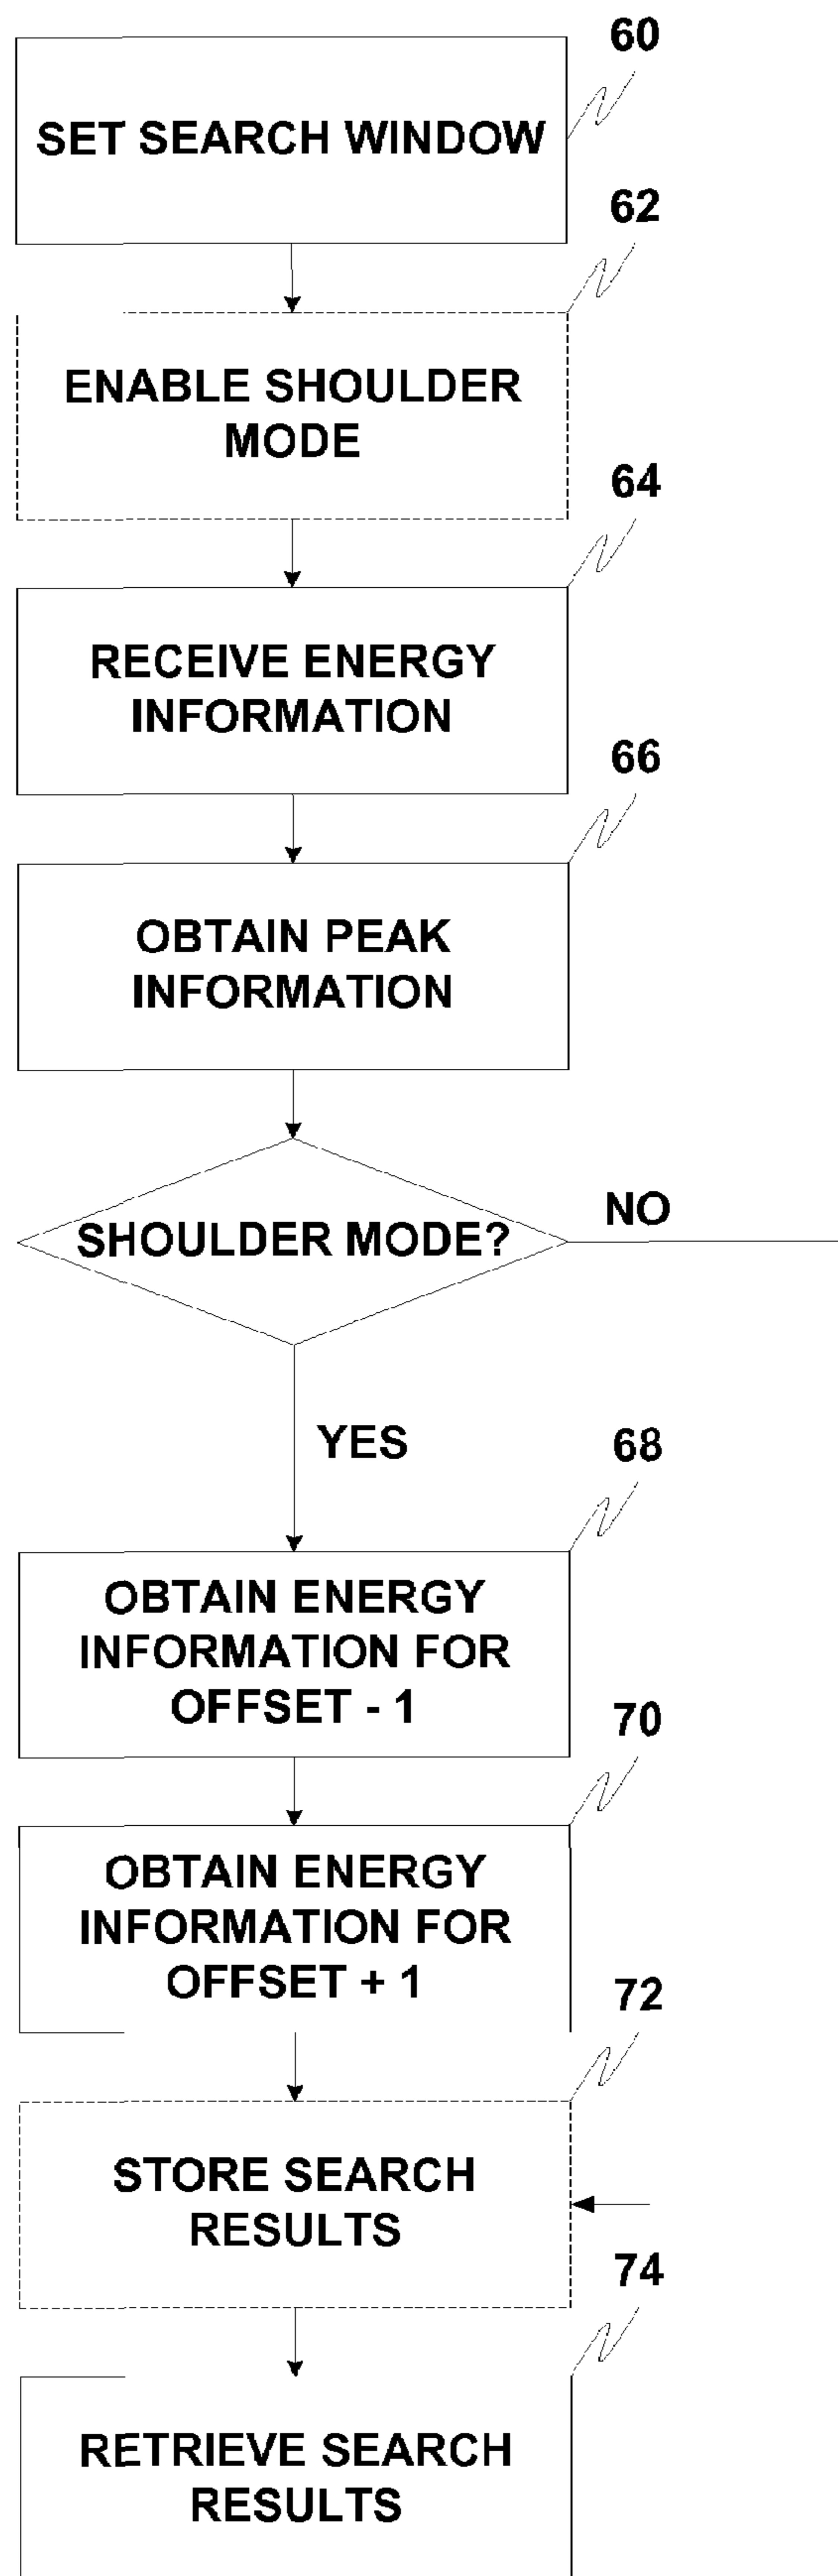 60
SET SEARCH WINDOW
62
ENABLE SHOULDER
MODE
64
RECEIVE ENERGY
INFORMATION
66
OBTAIN PEAK
INFORMATION
SHOULDER MODE?
NO
YES
68
OBTAIN ENERGY
INFORMATION FOR
OFFSET - 1
70
OBTAIN ENERGY
INFORMATION FOR
OFFSET + 1
72
STORE SEARCH
RESULTS
74
RETRIEVE SEARCH
RESULTS